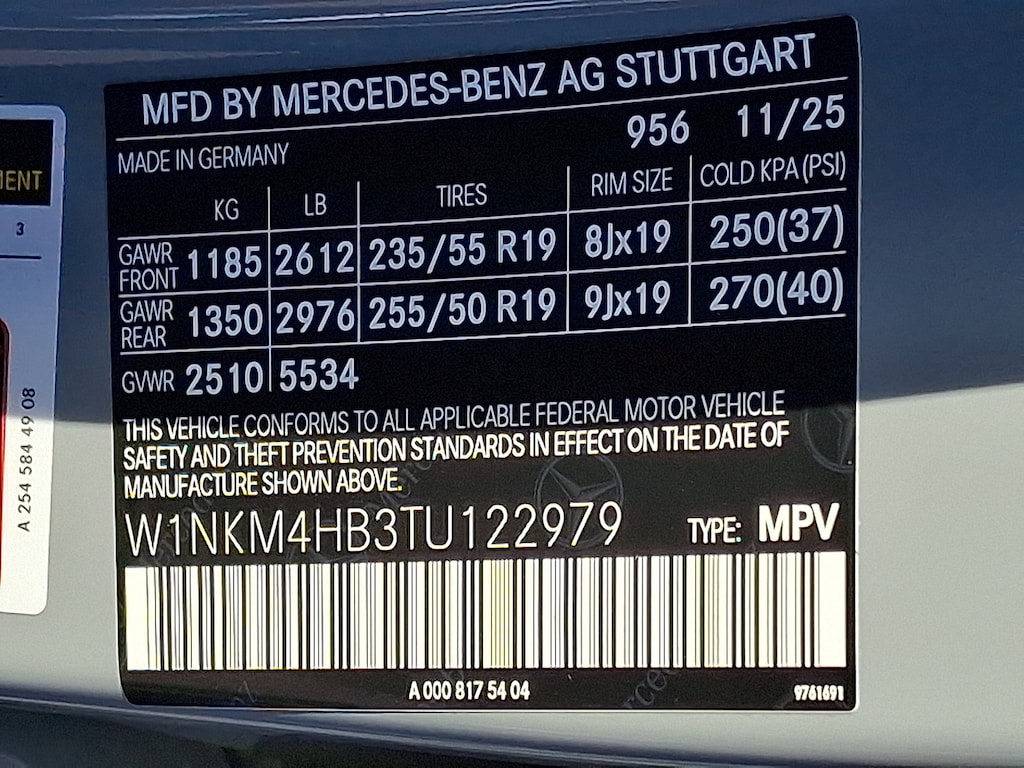 MFD BY MERCEDES-BENZ AG STUTTGART
956 11/25
MADE IN GERMANY
KG LB TIRES RIM SIZE COLD KPA (PSI)
GAWR FRONT 1185 2612 235/55 R19 8Jx19 250(37)
GAWR REAR 1350 2976 255/50 R19 9Jx19 270(40)
GVWR 2510 5534
THIS VEHICLE CONFORMS TO ALL APPLICABLE FEDERAL MOTOR VEHICLE
SAFETY AND THEFT PREVENTION STANDARDS IN EFFECT ON THE DATE OF
MANUFACTURE SHOWN ABOVE.
W1NKM4HB3TU122979 TYPE: MPV
A 000 817 54 04 9761691
3
A 254 584 49 08